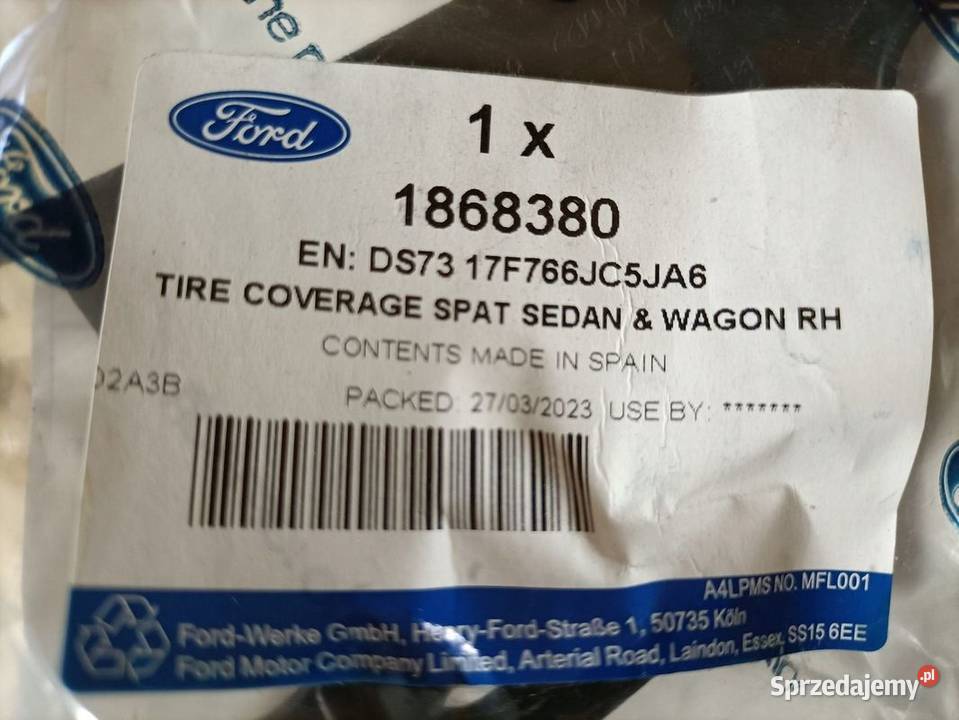 Ford
1 x
1868380
EN: DS73 17F766JC5JA6
TIRE COVERAGE SPAT SEDAN & WAGON RH
CONTENTS MADE IN SPAIN
D2A3B
PACKED: 27/03/2023 USE BY: *******
A4LPMS NO. MFL001
Ford-Werke GmbH, Henry-Ford-Straße 1, 50735 Köln
Ford Motor Company Limited, Arterial Road, Laindon, Essex, SS15 6EE
Sprzedajemy.pl